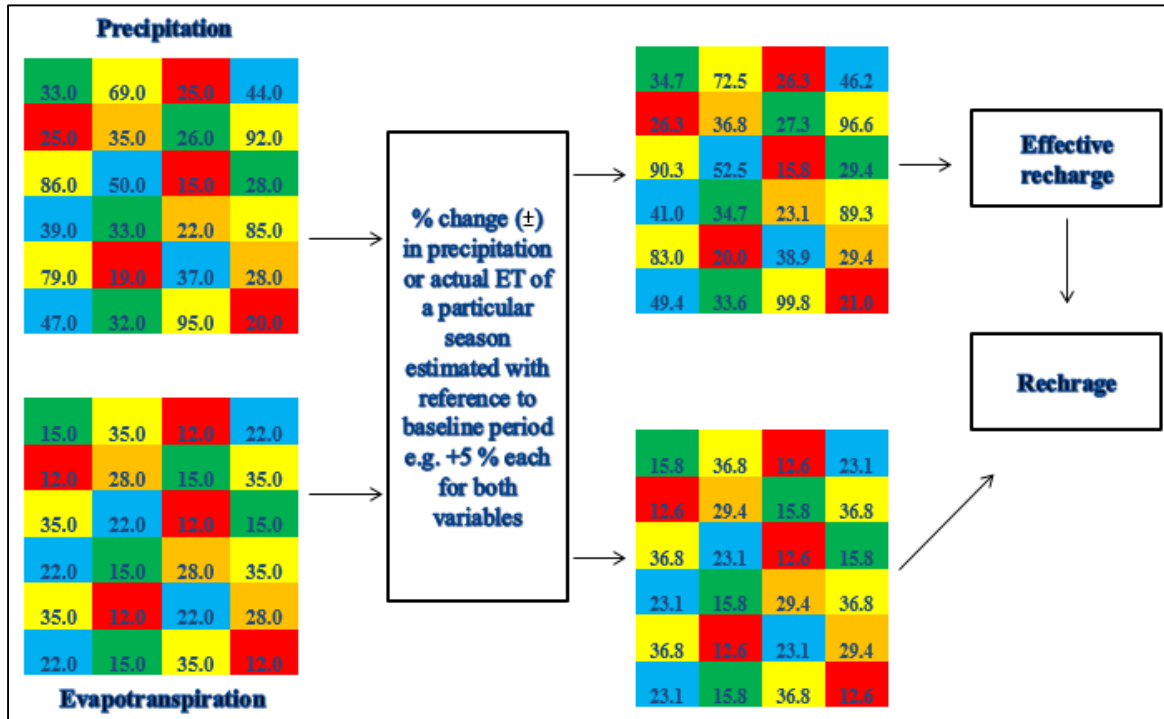 Precipitation
33.0 69.0 25.0 44.0
25.0 35.0 26.0 92.0
86.0 50.0 15.0 28.0
39.0 33.0 22.0 85.0
79.0 19.0 37.0 28.0
47.0 32.0 95.0 20.0
15.0 35.0 12.0 22.0
12.0 28.0 15.0 35.0
35.0 22.0 12.0 15.0
22.0 15.0 28.0 35.0
35.0 12.0 22.0 28.0
22.0 15.0 35.0 12.0
Evapotranspiration
% change (±)
in precipitation
or actual ET of
a particular
season
estimated with
reference to
baseline period
e.g. +5 % each
for both
variables
34.7 72.5 26.3 46.2
26.3 36.8 27.3 96.6
90.3 52.5 15.8 29.4
41.0 34.7 23.1 89.3
83.0 20.0 38.9 29.4
49.4 33.6 99.8 21.0
15.8 36.8 12.6 23.1
12.6 29.4 15.8 36.8
36.8 23.1 12.6 15.8
23.1 15.8 29.4 36.8
36.8 12.6 23.1 29.4
23.1 15.8 36.8 12.6
Effective
recharge
Rechrage